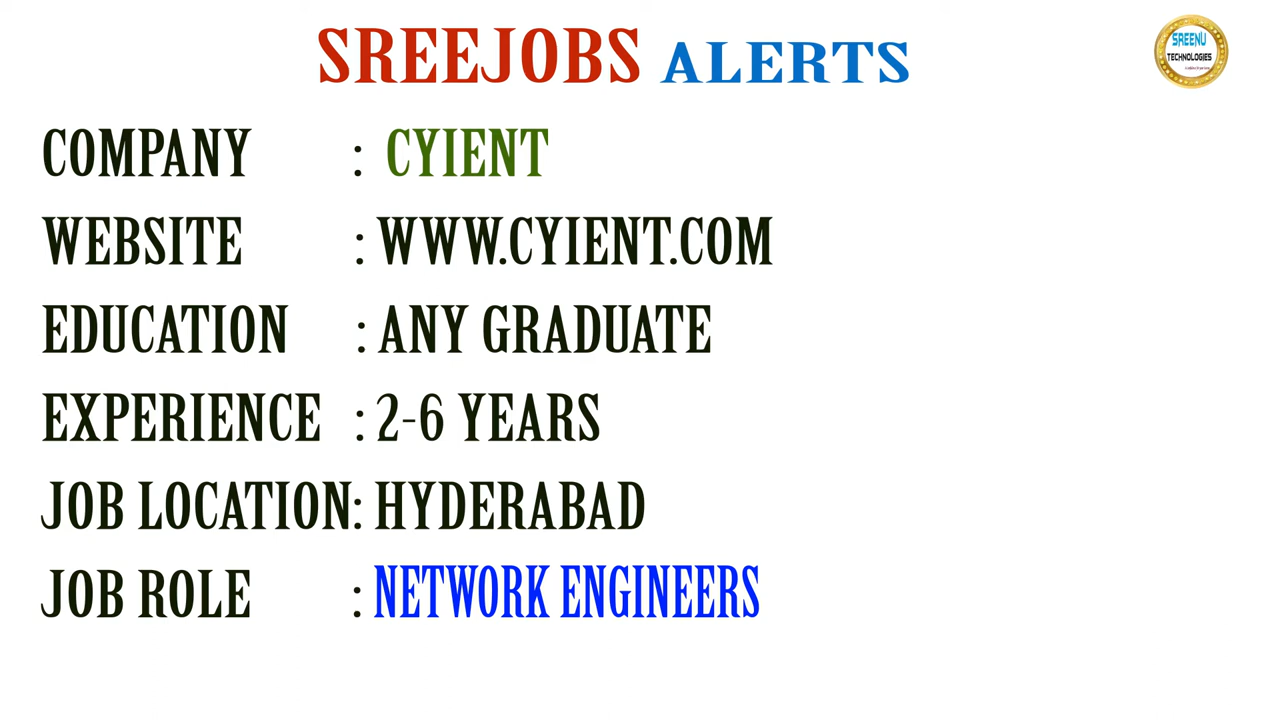 SREEJOBS ALERTS
SREENU
TECHNOLOGIES
COMPANY : CYIENT
WEBSITE : WWW.CYIENT.COM
EDUCATION : ANY GRADUATE
EXPERIENCE : 2-6 YEARS
JOB LOCATION: HYDERABAD
JOB ROLE : NETWORK ENGINEERS